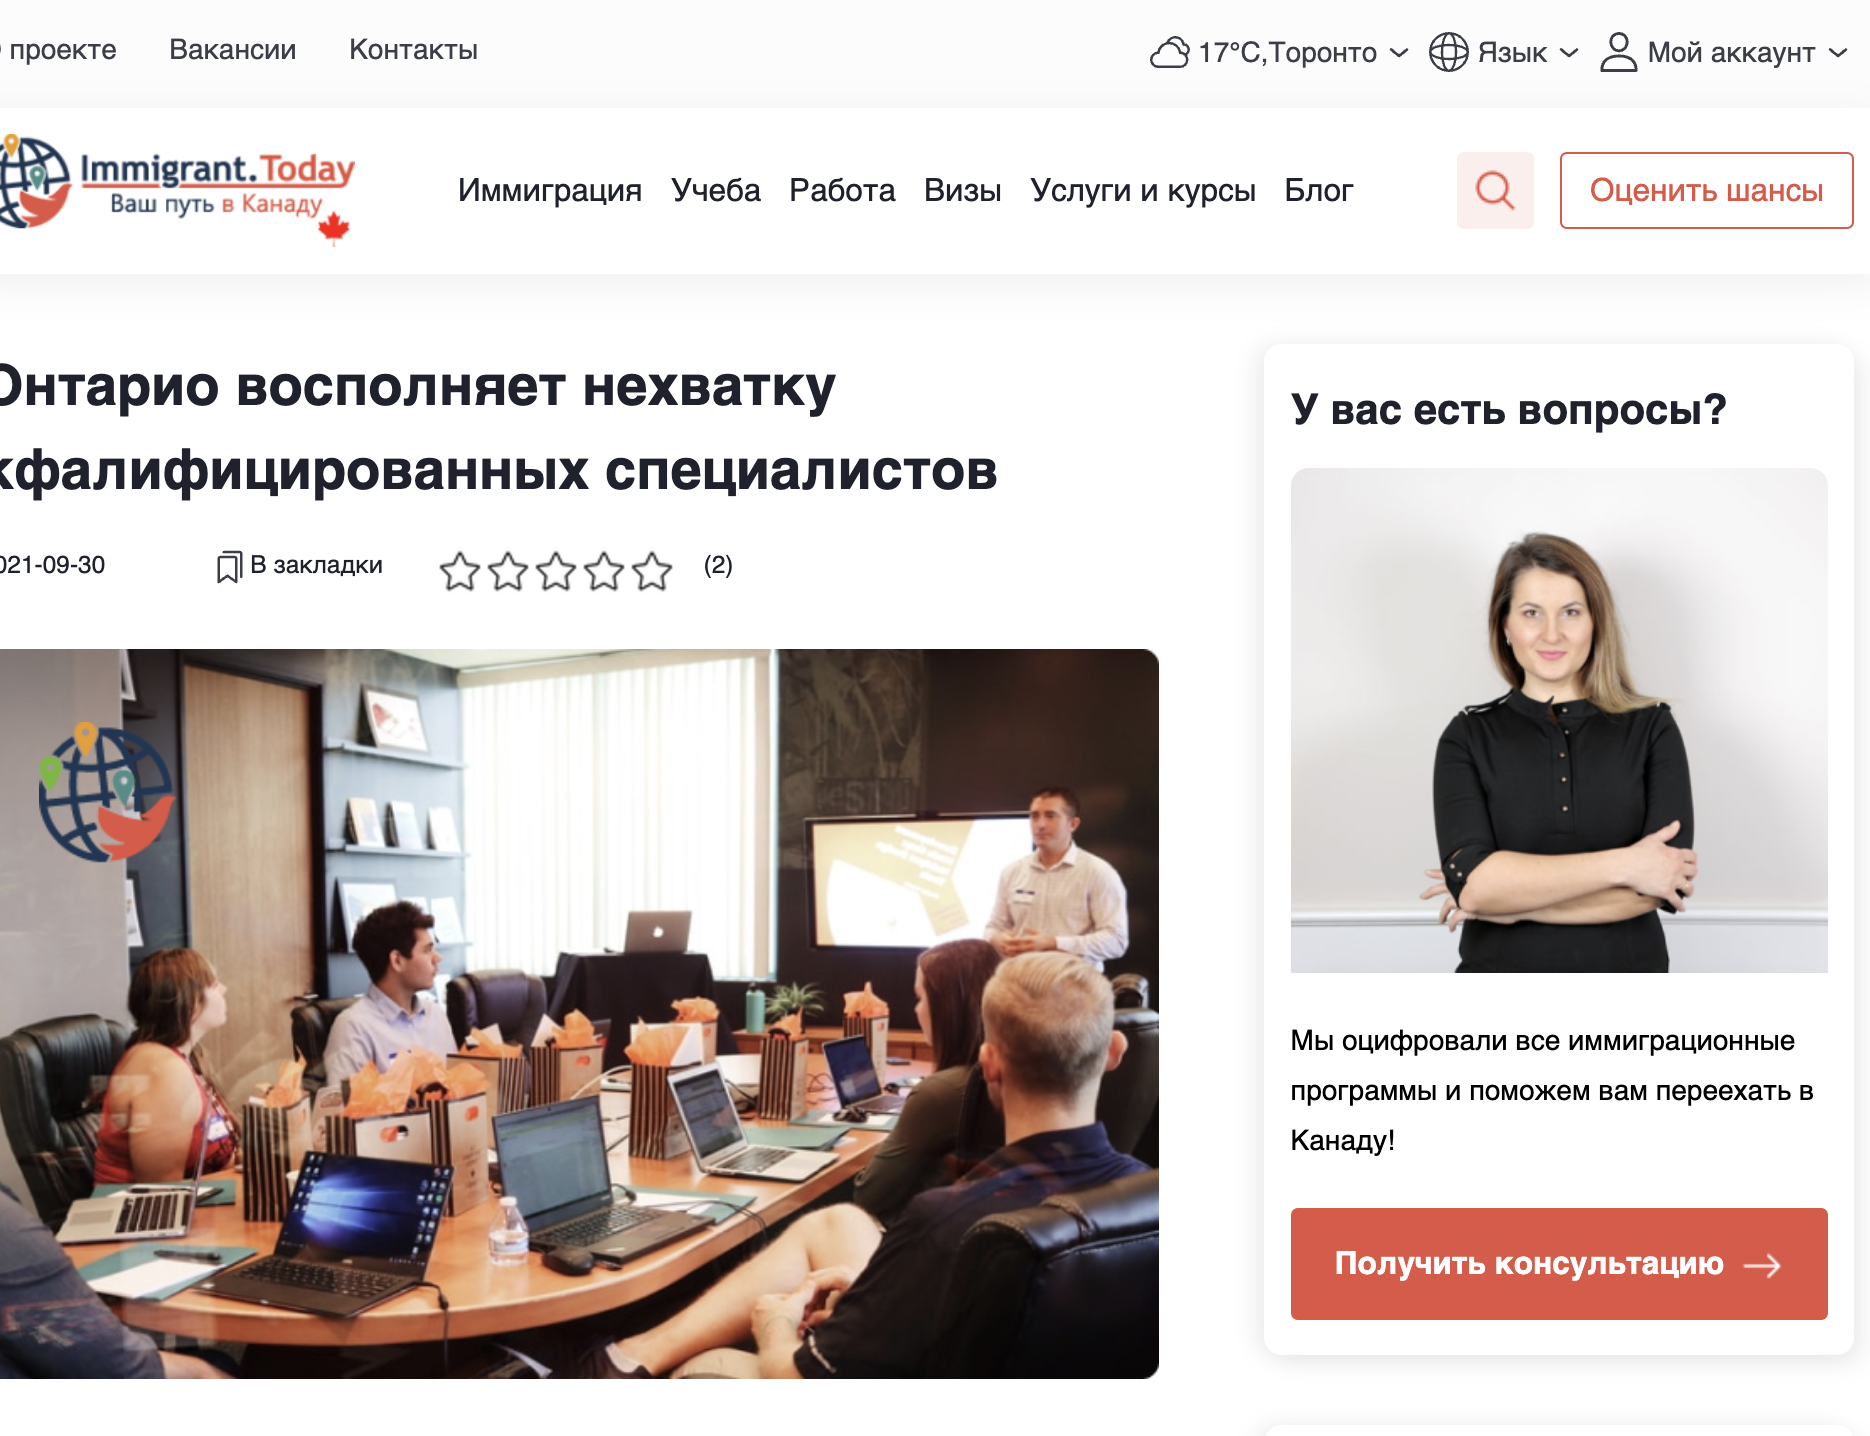 проекте Вакансии Контакты 17°C,Торонто Язык Мой аккаунт
Immigrant.Today
Ваш путь в Канаду
Иммиграция Учеба Работа Визы Услуги и курсы Блог Оценить шансы
Онтарио восполняет нехватку
кфалифицированных специалистов
021-09-30 В закладки (2)
У вас есть вопросы?
Мы оцифровали все иммиграционные
программы и поможем вам переехать в
Канаду!
Получить консультацию